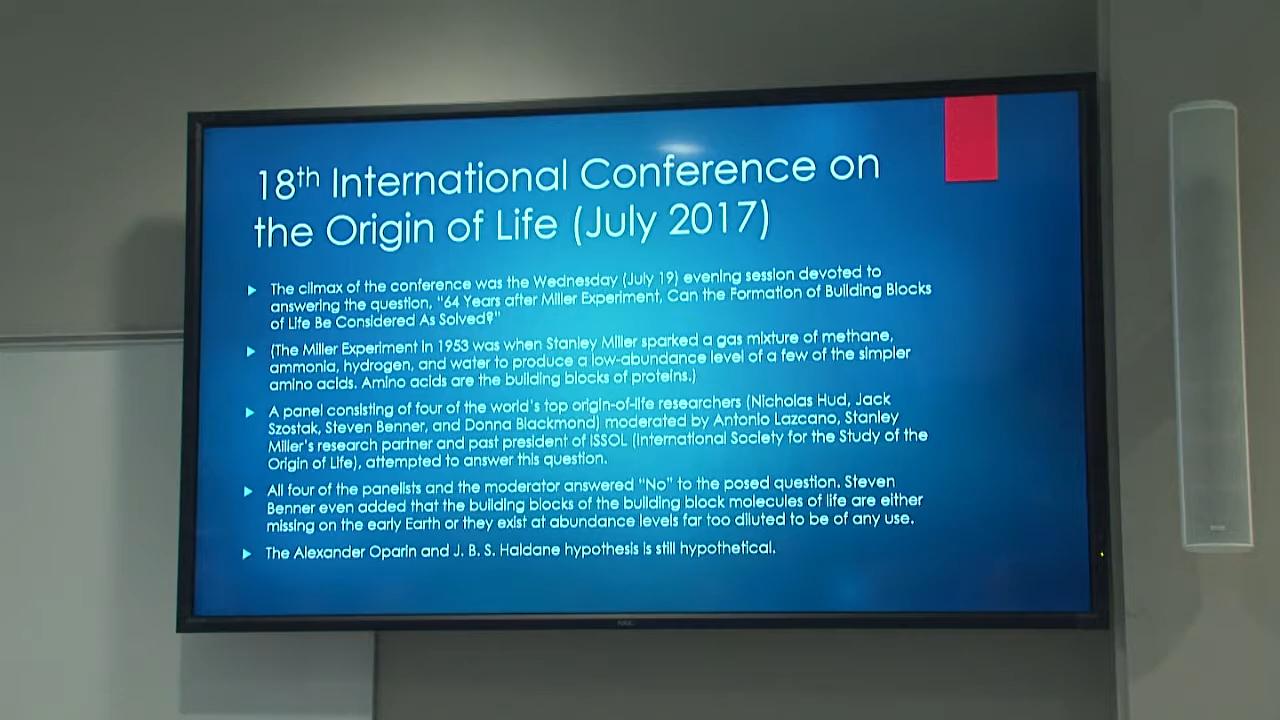 18th International Conference on
the Origin of Life (July 2017)
The climax of the conference was the Wednesday (July 19) evening session devoted to
answering the question, "64 Years after Miller Experiment, Can the Formation of Building Blocks
of Life Be Considered As Solved?"
(The Miller Experiment in 1953 was when Stanley Miller sparked a gas mixture of methane,
ammonia, hydrogen, and water to produce a low-abundance level of a few of the simpler
amino acids. Amino acids are the building blocks of proteins.)
A panel consisting of four of the world's top origin-of-life researchers (Nicholas Hud, Jack
Szostak, Steven Benner, and Donna Blackmond) moderated by Antonio Lazcano, Stanley
Miller's research partner and past president of ISSOL (International Society for the Study of the
Origin of Life), attempted to answer this question.
All four of the panelists and the moderator answered "No" to the posed question. Steven
Benner even added that the building blocks of the building block molecules of life are either
missing on the early Earth or they exist at abundance levels far too diluted to be of any use.
The Alexander Oparin and J. B. S. Haldane hypothesis is still hypothetical.
NEC